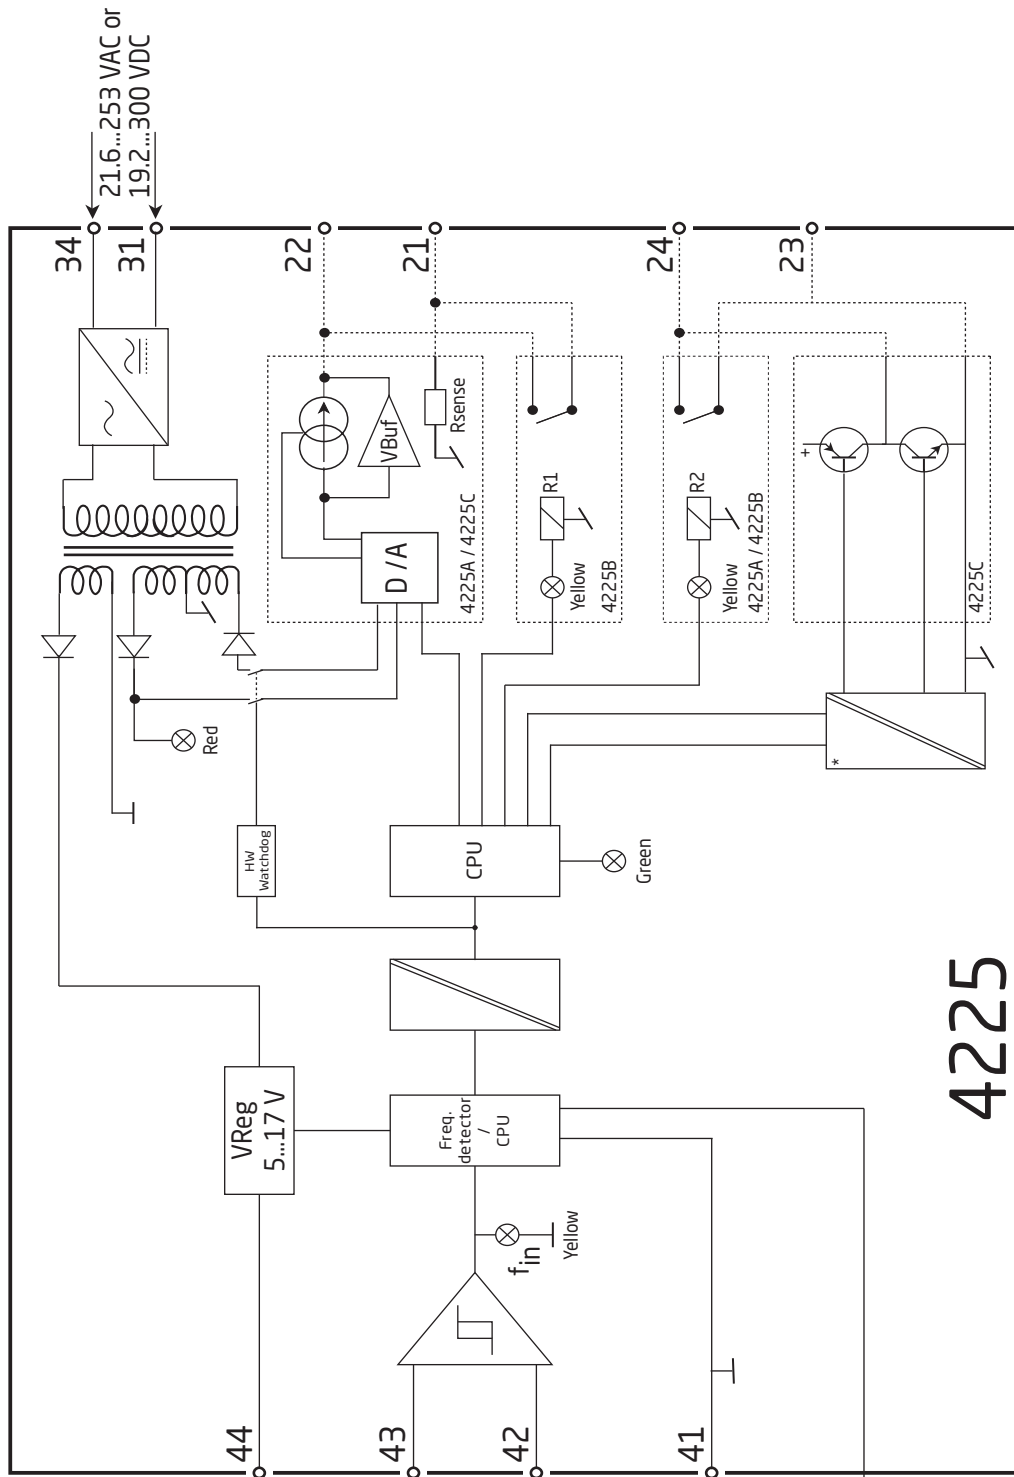 21.6...253 VAC or
19.2...300 VDC
34
31
22
21
24
23
VBuf
Rsense
D /A
4225A / 4225C
R1
Yellow
4225B
R2
Yellow
4225A / 4225B
+
4225C
Red
*
HW
Watchdog
CPU
Green
VReg
5...17 V
Freq.
detector
/
CPU
fin
Yellow
44
43
42
41
4225